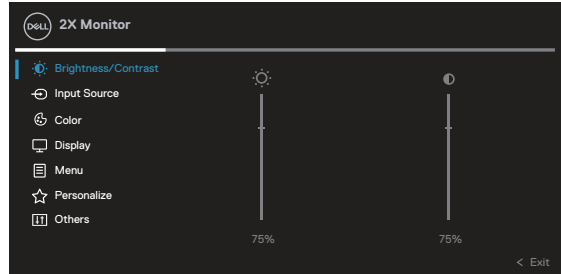 DELL 2X Monitor
Brightness/Contrast
Input Source
Color
Display
Menu
Personalize
Others
75% 75%
< Exit